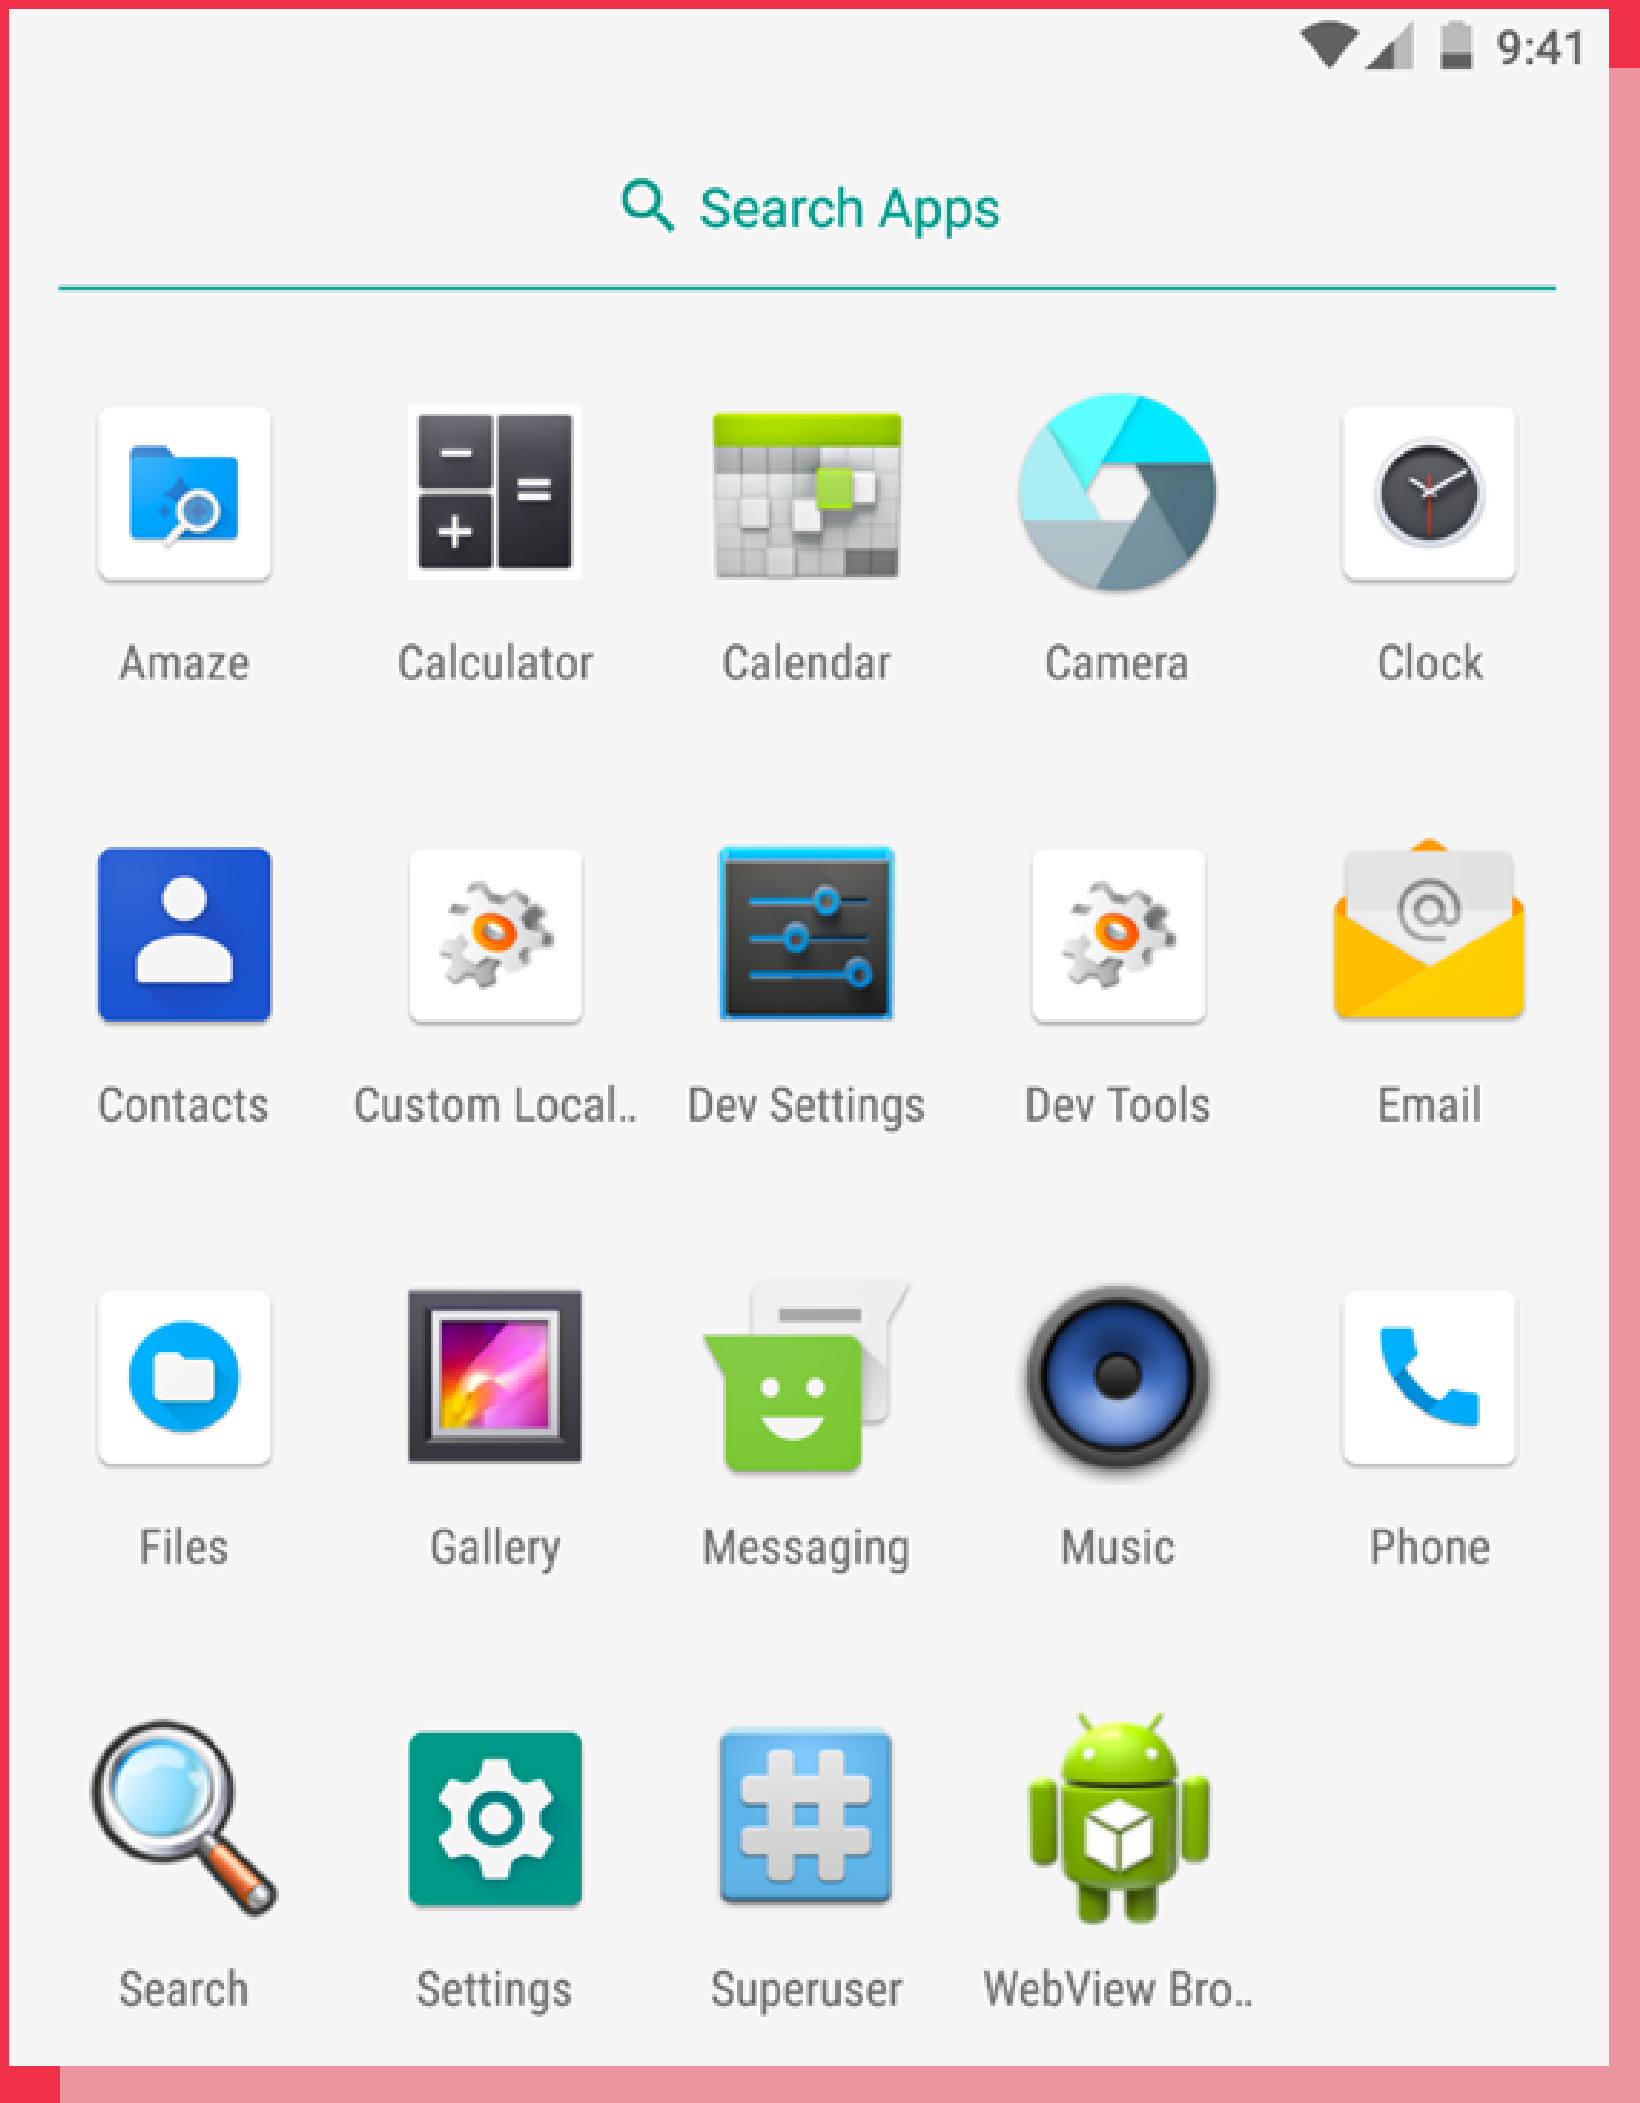 9:41
Search Apps
Amaze Calculator Calendar Camera Clock
Contacts Custom Local.. Dev Settings Dev Tools Email
Files Gallery Messaging Music Phone
Search Settings Superuser WebView Bro..